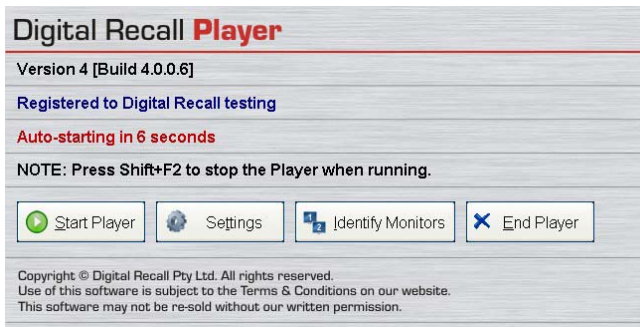 Digital Recall Player
Version 4 [Build 4.0.0.6]
Registered to Digital Recall testing
Auto-starting in 6 seconds
NOTE: Press Shift+F2 to stop the Player when running.
Start Player Settings Identify Monitors End Player
Copyright © Digital Recall Pty Ltd. All rights reserved.
Use of this software is subject to the Terms & Conditions on our website.
This software may not be re-sold without our written permission.